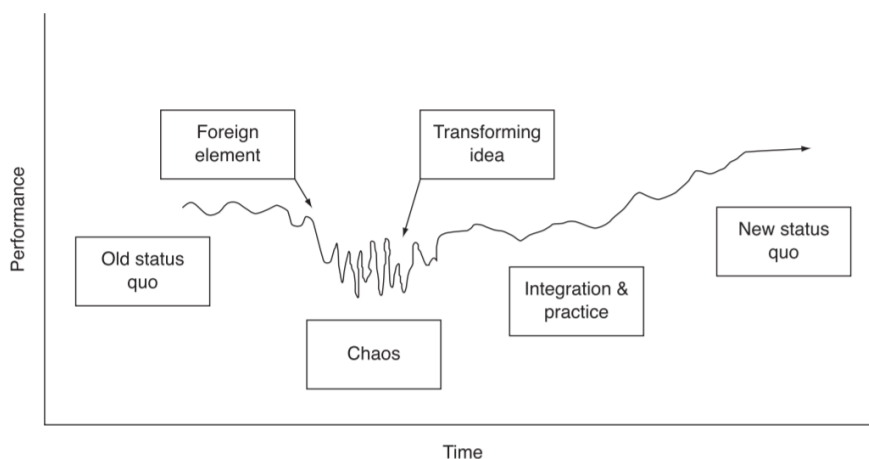 Foreign
element
Transforming
idea
Performance
Old status
quo
New status
quo
Integration &
practice
Chaos
Time